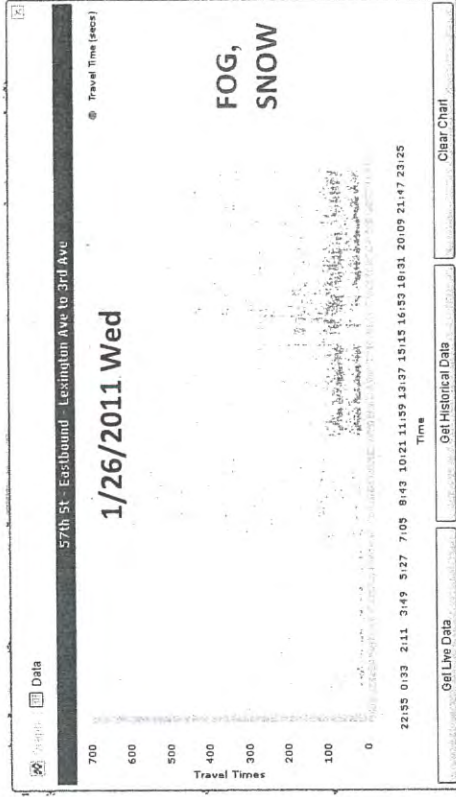 Data
57th St - Eastbound - Lexington Ave to 3rd Ave
1/26/2011 Wed
Travel Time (secs)
FOG,
SNOW
Travel Times
700
600
500
400
300
200
100
0
22:55 0:33 2:11 3:49 5:27 7:05 8:43 10:21 11:59 13:37 15:15 16:53 18:31 20:09 21:47 23:25
Time
Get Live Data
Get Historical Data
Clear Chart